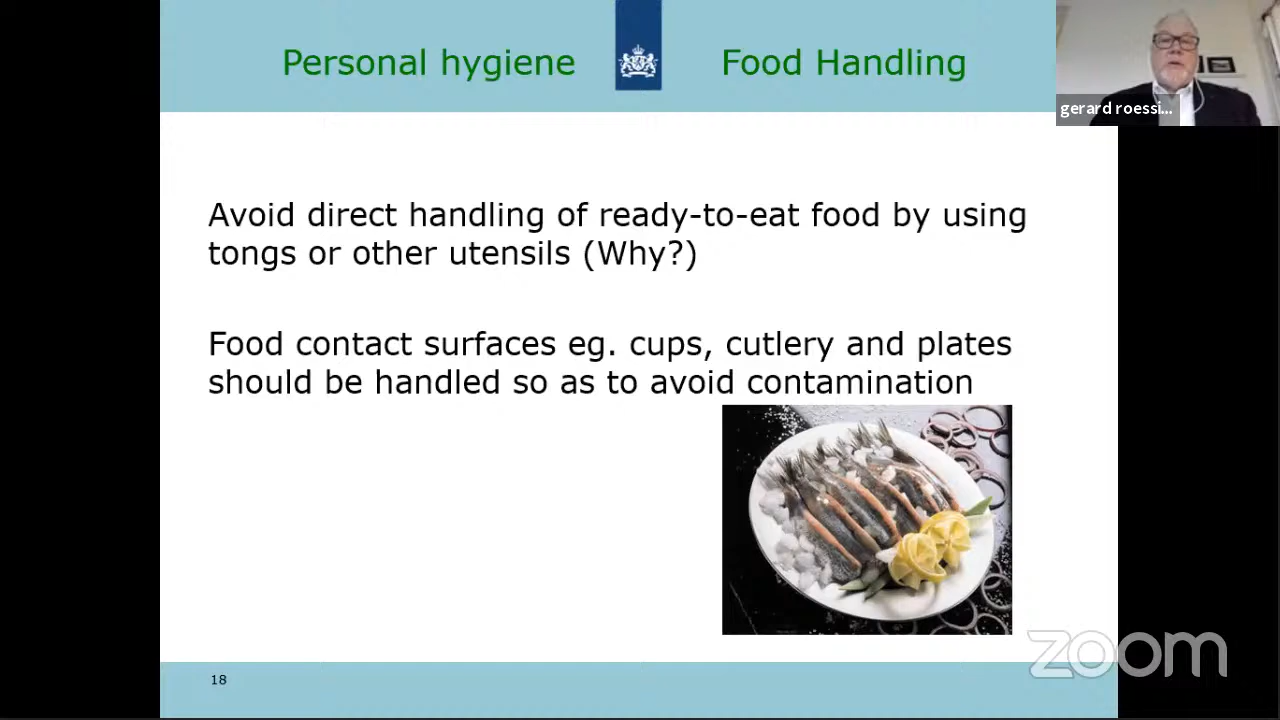 Personal hygiene Food Handling
gerard roessi...
Avoid direct handling of ready-to-eat food by using
tongs or other utensils (Why?)
Food contact surfaces eg. cups, cutlery and plates
should be handled so as to avoid contamination
zoom
18